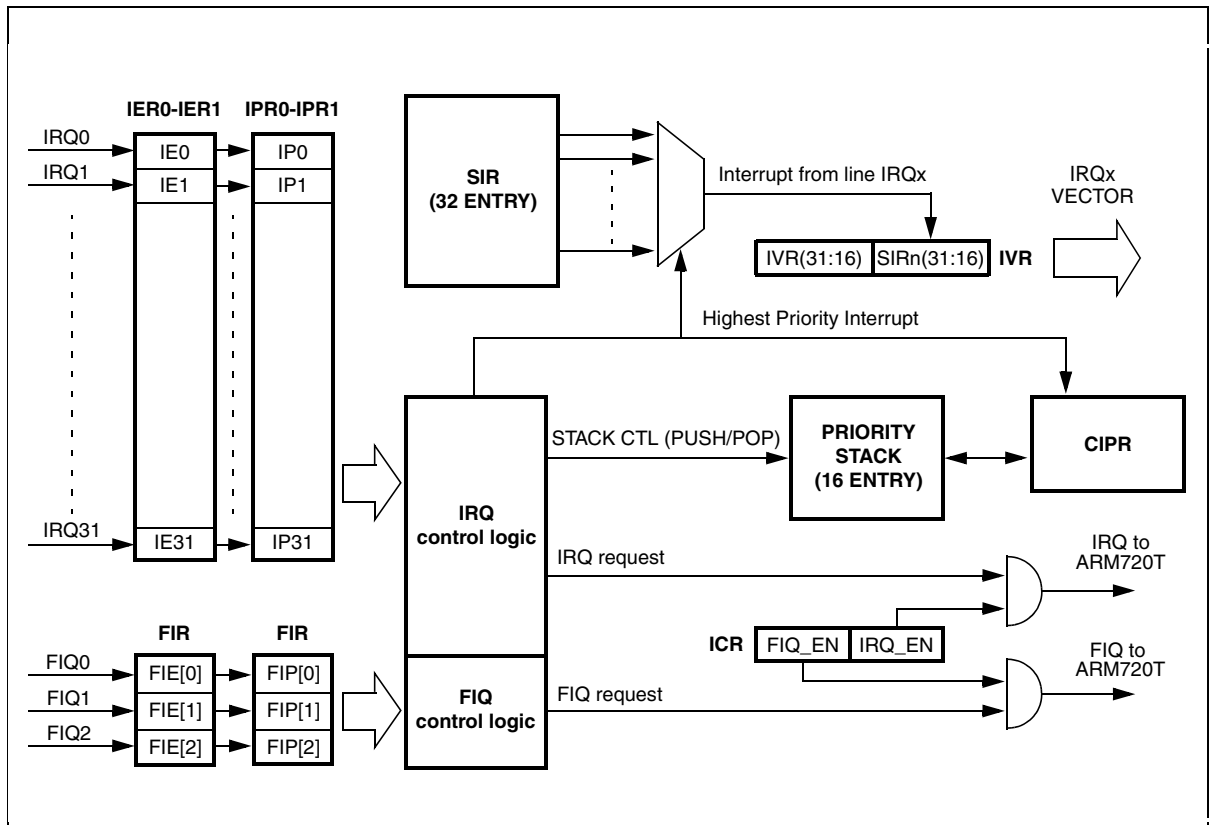 IER0-IER1 IPR0-IPR1
IRQ0
IE0
IP0
IRQ1
IE1
IP1
IRQ31
IE31
IP31
SIR
(32 ENTRY)
Interrupt from line IRQx
IRQx
VECTOR
IVR(31:16) SIRn(31:16) IVR
Highest Priority Interrupt
STACK CTL (PUSH/POP)
PRIORITY
STACK
(16 ENTRY)
CIPR
IRQ
control logic
IRQ request
IRQ to
ARM720T
ICR FIQ_EN IRQ_EN
FIR
FIR
FIQ0
FIE[0]
FIP[0]
FIQ1
FIE[1]
FIP[1]
FIQ2
FIE[2]
FIP[2]
FIQ
control logic
FIQ request
FIQ to
ARM720T